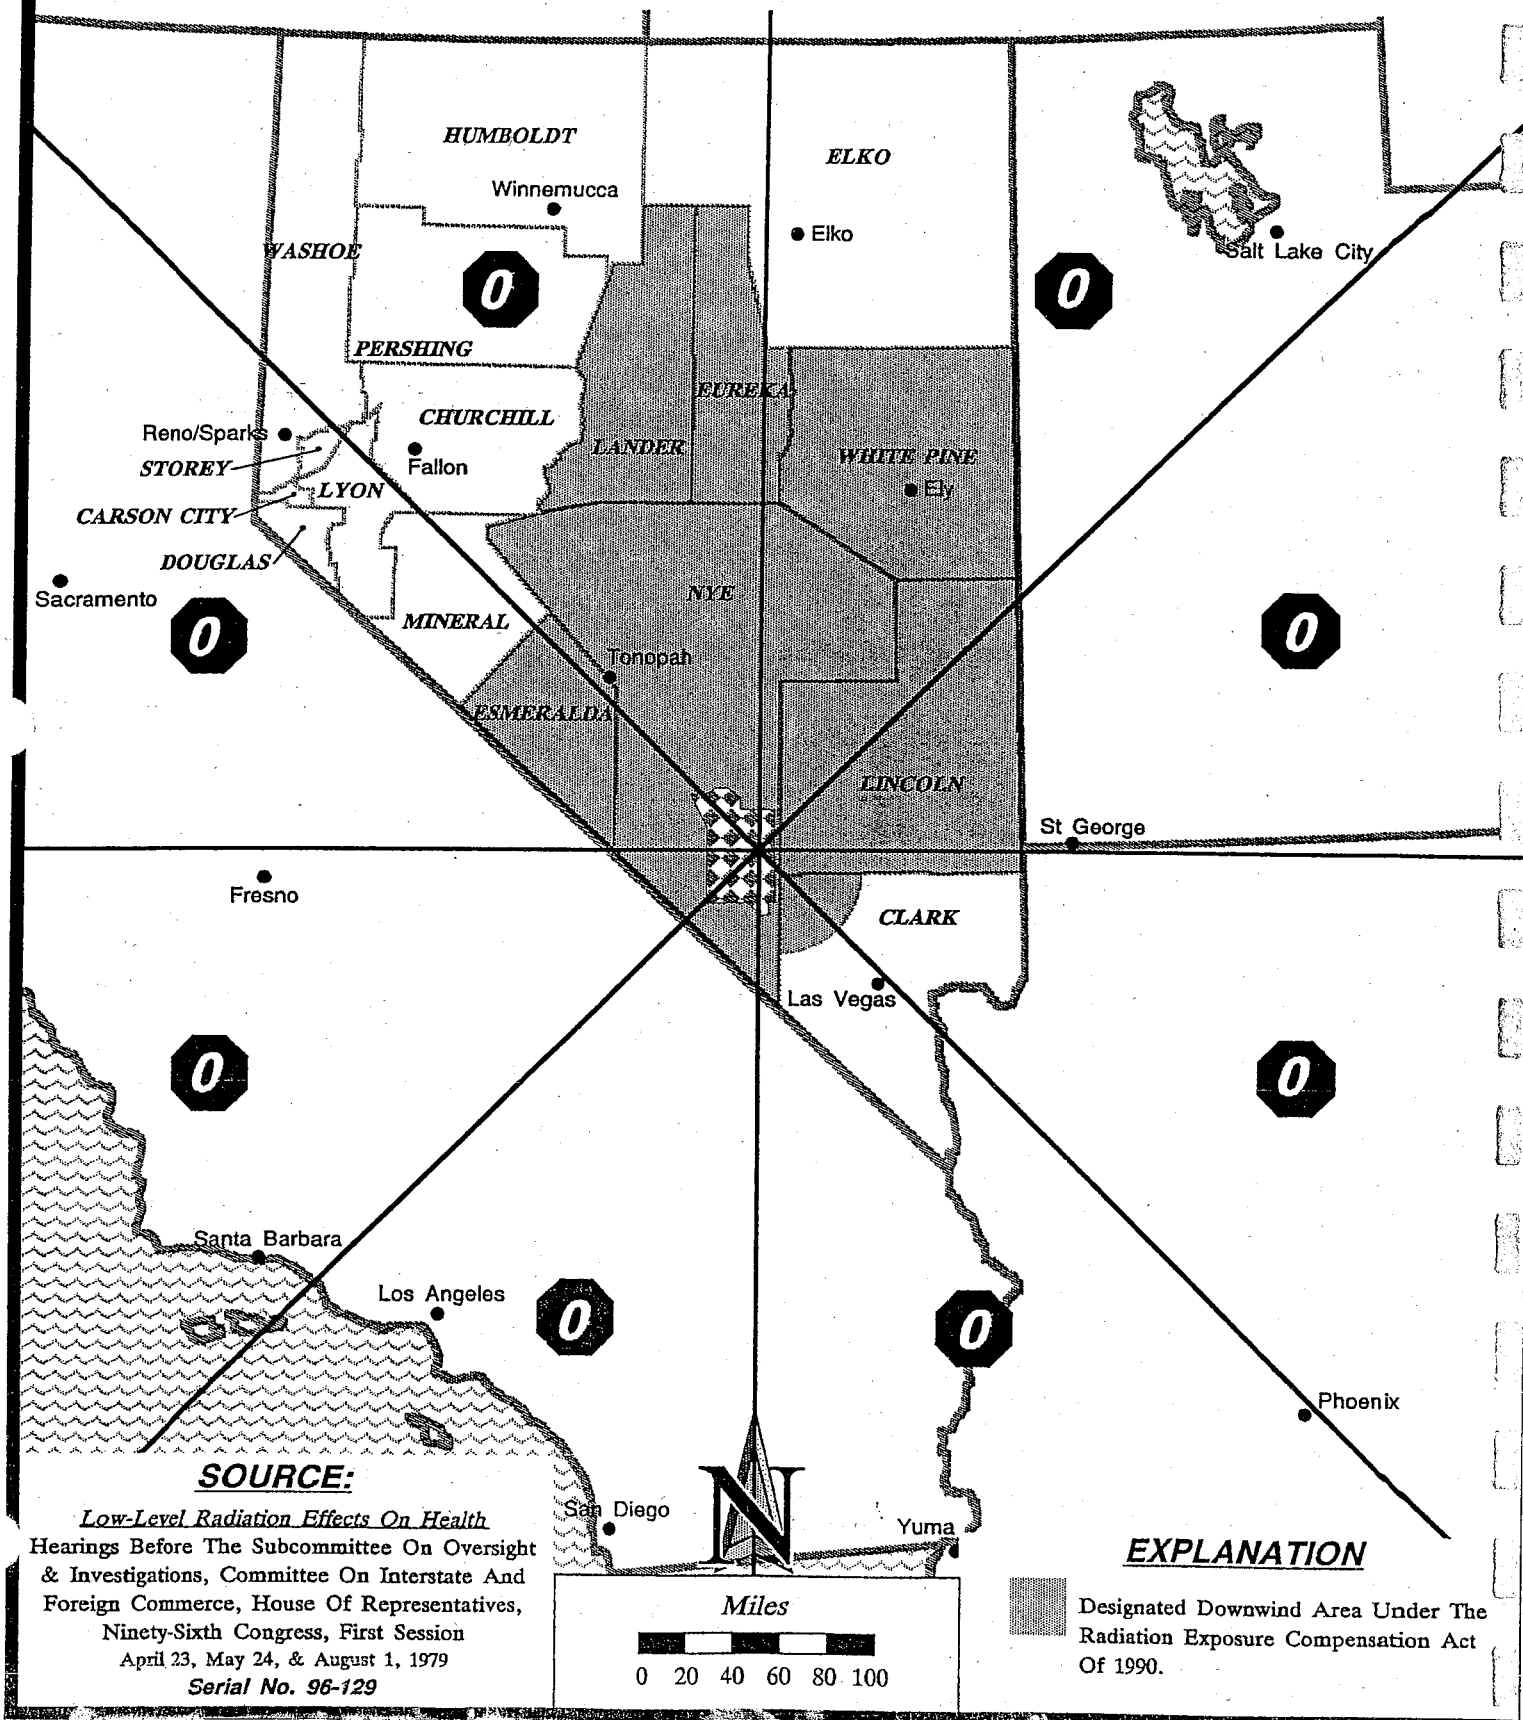 HUMBOLDT
ELKO
Winnemucca
Elko
WASHOE
Salt Lake City
0
0
PERSHING
EUREKA
CHURCHILL
Reno/Sparks
LANDER
WHITE PINE
STOREY
Fallon
LYON
Ely
CARSON CITY
DOUGLAS
NYE
Sacramento
MINERAL
0
0
Tonopah
ESMERALDA
LINCOLN
St George
Fresno
CLARK
Las Vegas
0
0
Santa Barbara
Los Angeles
0
0
Phoenix
San Diego
N
Yuma
SOURCE:
Low-Level Radiation Effects On Health
Hearings Before The Subcommittee On Oversight
& Investigations, Committee On Interstate And
Foreign Commerce, House Of Representatives,
Ninety-Sixth Congress, First Session
April 23, May 24, & August 1, 1979
Serial No. 96-129
Miles
0 20 40 60 80 100
EXPLANATION
Designated Downwind Area Under The
Radiation Exposure Compensation Act
Of 1990.